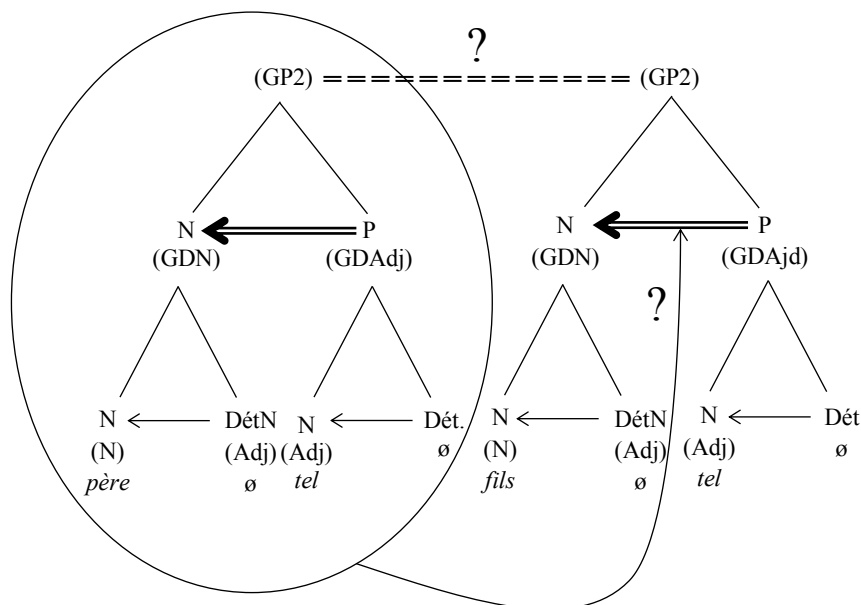 ?
(GP2) (GP2)
N P N P
(GDN) (GDAdj) (GDN) (GDAjd)
?
N DétN N Dét. N DétN N Dét
(N) (Adj) (Adj) ø (N) (Adj) (Adj) ø
père ø tel fils ø tel